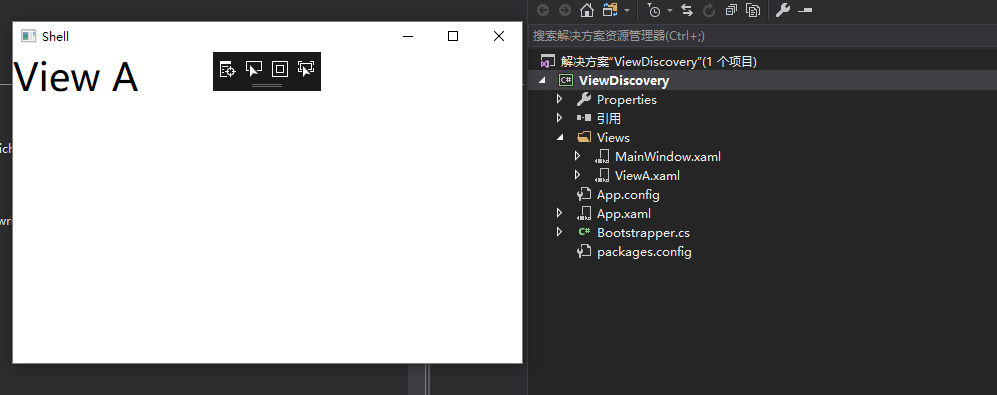 Shell
View A
ich
wr
搜索解决方案资源管理器(Ctrl+;)
解决方案"ViewDiscovery"(1 个项目)
C# ViewDiscovery
Properties
引用
Views
MainWindow.xaml
ViewA.xaml
App.config
App.xaml
C# Bootstrapper.cs
packages.config